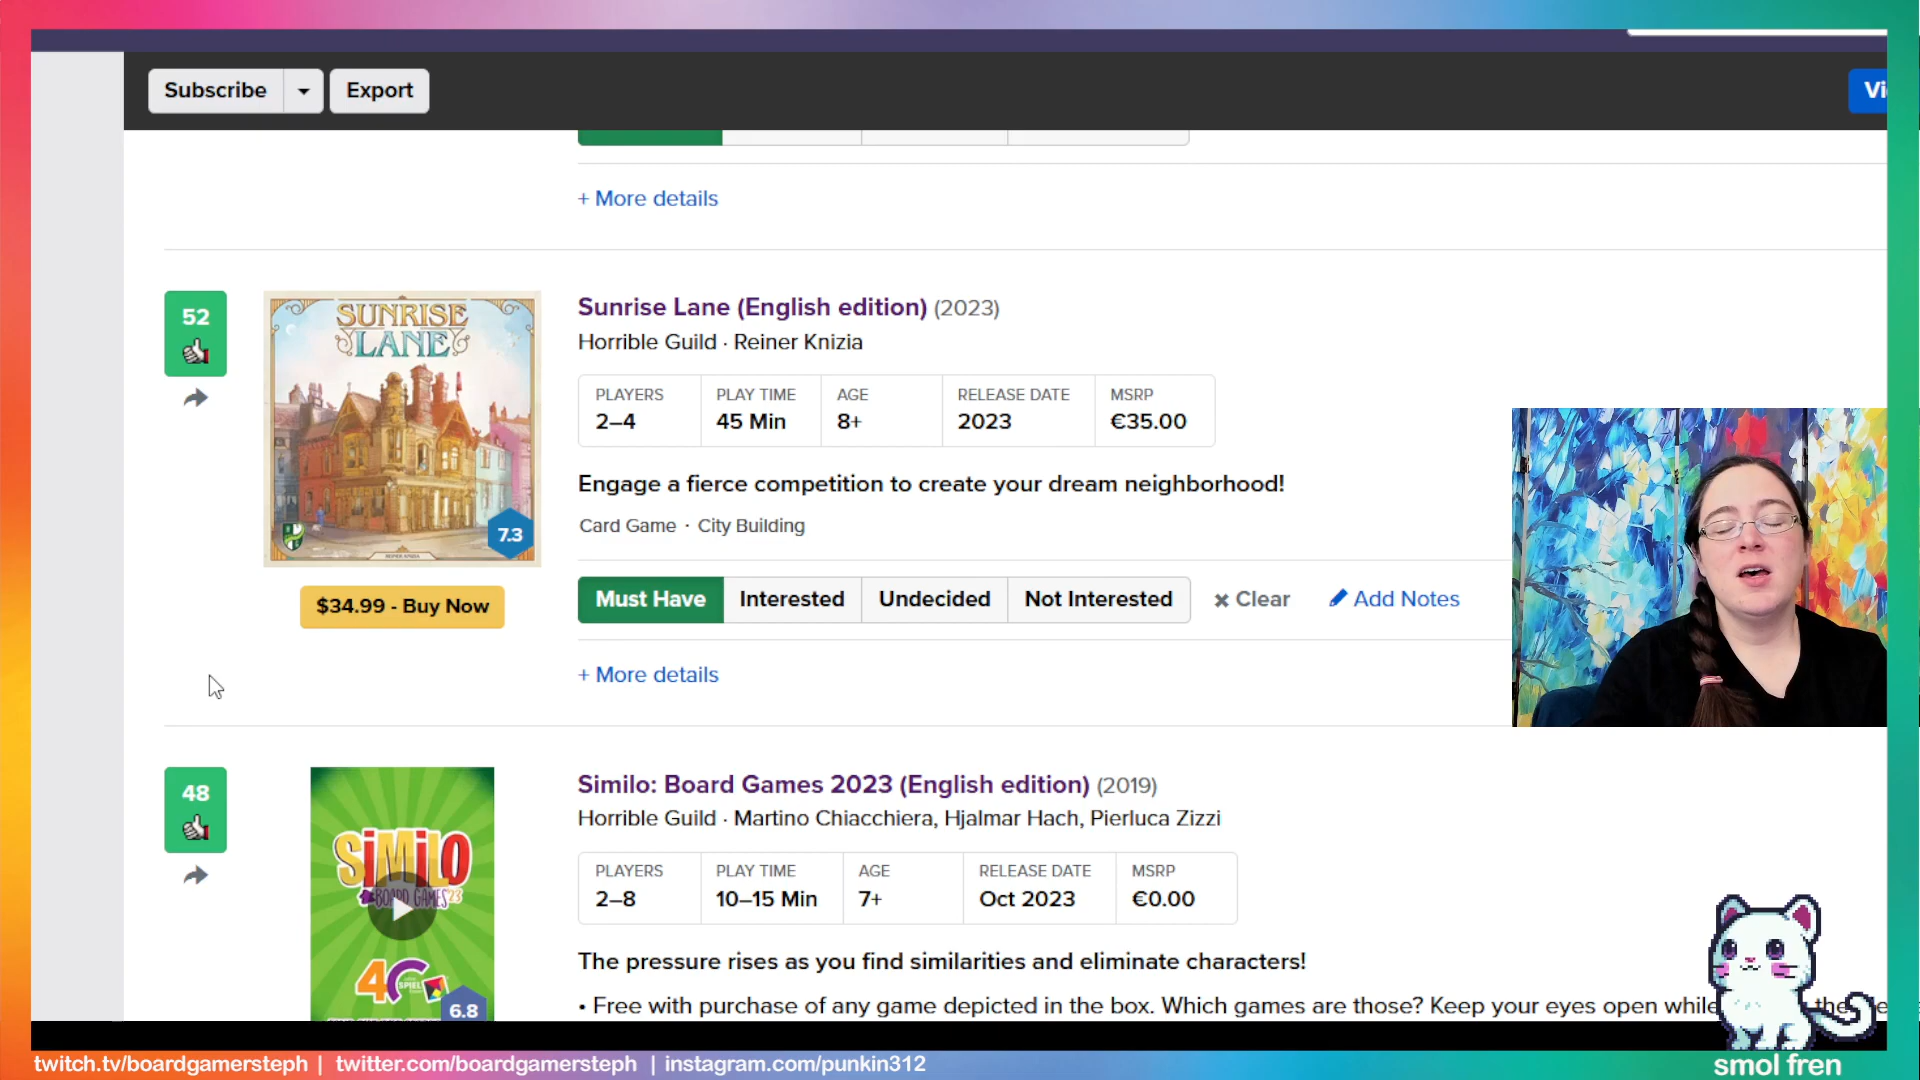 Subscribe
Export
+ More details
52
SUNRISE
LANE
7.3
$34.99 - Buy Now
Sunrise Lane (English edition) (2023)
Horrible Guild · Reiner Knizia
PLAYERS PLAY TIME AGE RELEASE DATE MSRP
2–4 45 Min 8+ 2023 €35.00
Engage a fierce competition to create your dream neighborhood!
Card Game · City Building
Must Have Interested Undecided Not Interested Clear Add Notes
+ More details
48
SiMiLO
BOARD GAMES'23
4
SPIEL
6.8
Similo: Board Games 2023 (English edition) (2019)
Horrible Guild · Martino Chiacchiera, Hjalmar Hach, Pierluca Zizzi
PLAYERS PLAY TIME AGE RELEASE DATE MSRP
2–8 10–15 Min 7+ Oct 2023 €0.00
The pressure rises as you find similarities and eliminate characters!
• Free with purchase of any game depicted in the box. Which games are those? Keep your eyes open while
twitch.tv/boardgamersteph | twitter.com/boardgamersteph | instagram.com/punkin312
smol fren